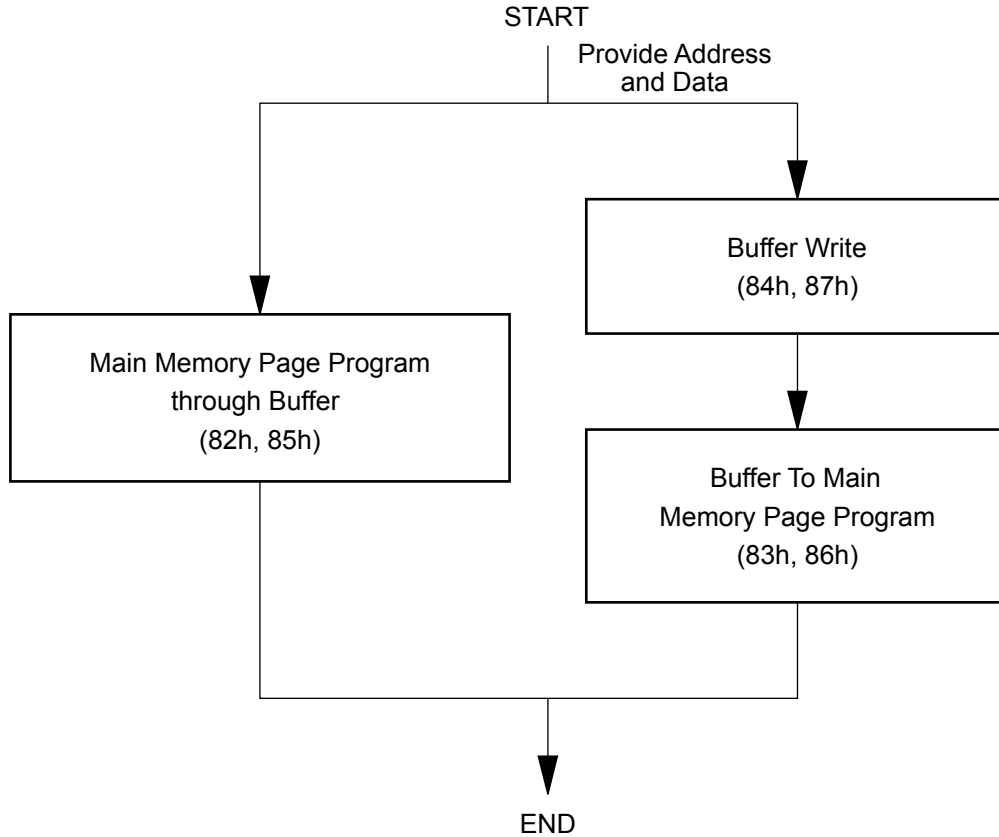 START
Provide Address
and Data
Buffer Write
(84h, 87h)
Main Memory Page Program
through Buffer
(82h, 85h)
Buffer To Main
Memory Page Program
(83h, 86h)
END